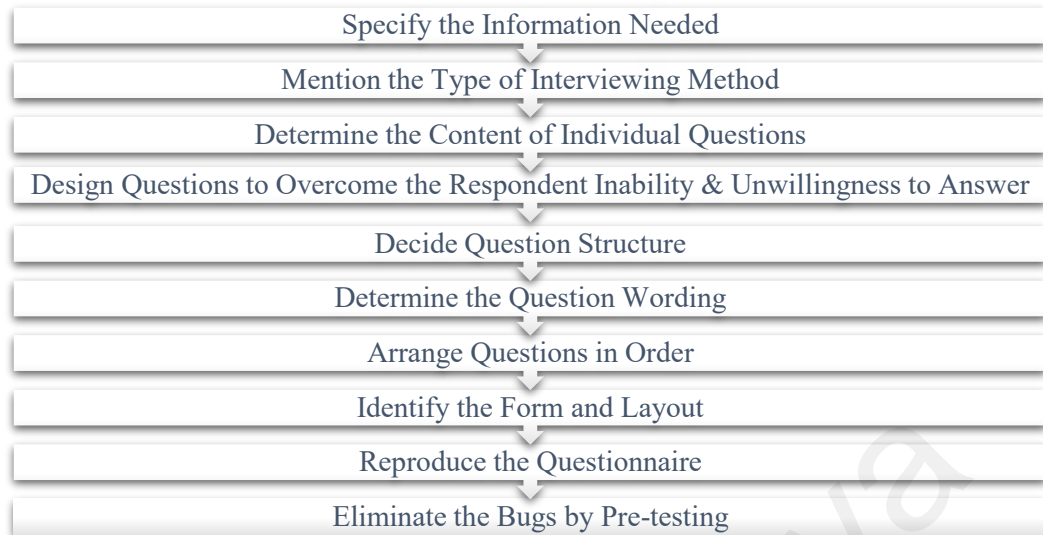 Specify the Information Needed
Mention the Type of Interviewing Method
Determine the Content of Individual Questions
Design Questions to Overcome the Respondent Inability & Unwillingness to Answer
Decide Question Structure
Determine the Question Wording
Arrange Questions in Order
Identify the Form and Layout
Reproduce the Questionnaire
Eliminate the Bugs by Pre-testing